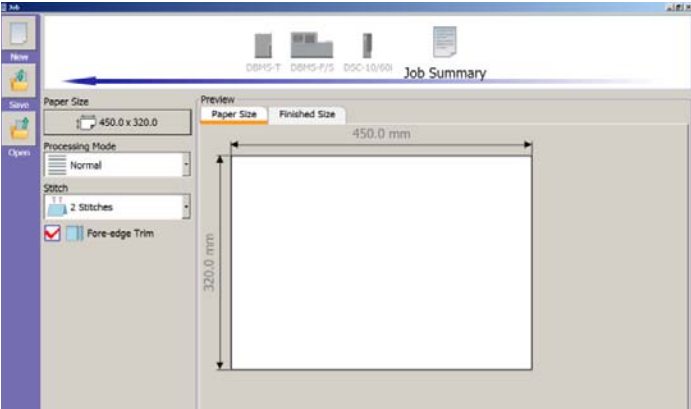 Job
New
Save
Open
DBMS-T DBMS-F/S DSC-10/60i Job Summary
Paper Size
450.0 x 320.0
Processing Mode
Normal
Stitch
2 Stitches
Fore-edge Trim
Preview
Paper Size Finished Size
450.0 mm
320.0 mm